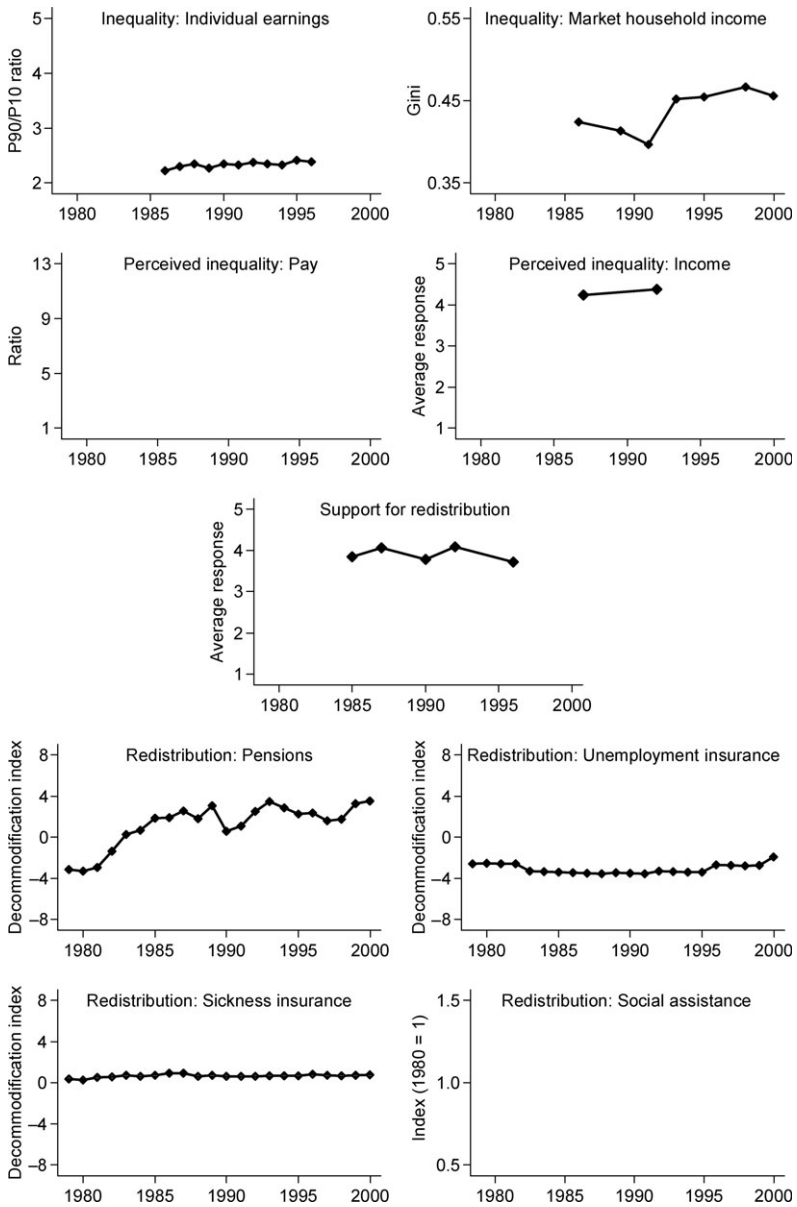 Inequality: Individual earnings
P90/P10 ratio
5
4
3
2
1980 1985 1990 1995 2000
Inequality: Market household income
Gini
0.55
0.45
0.35
1980 1985 1990 1995 2000
Perceived inequality: Pay
Ratio
13
9
5
1
1980 1985 1990 1995 2000
Perceived inequality: Income
Average response
5
4
3
2
1
1980 1985 1990 1995 2000
Support for redistribution
Average response
5
4
3
2
1
1980 1985 1990 1995 2000
Redistribution: Pensions
Decommodification index
8
4
0
–4
–8
1980 1985 1990 1995 2000
Redistribution: Unemployment insurance
Decommodification index
8
4
0
–4
–8
1980 1985 1990 1995 2000
Redistribution: Sickness insurance
Decommodification index
8
4
0
–4
–8
1980 1985 1990 1995 2000
Redistribution: Social assistance
Index (1980 = 1)
1.5
1.0
0.5
1980 1985 1990 1995 2000